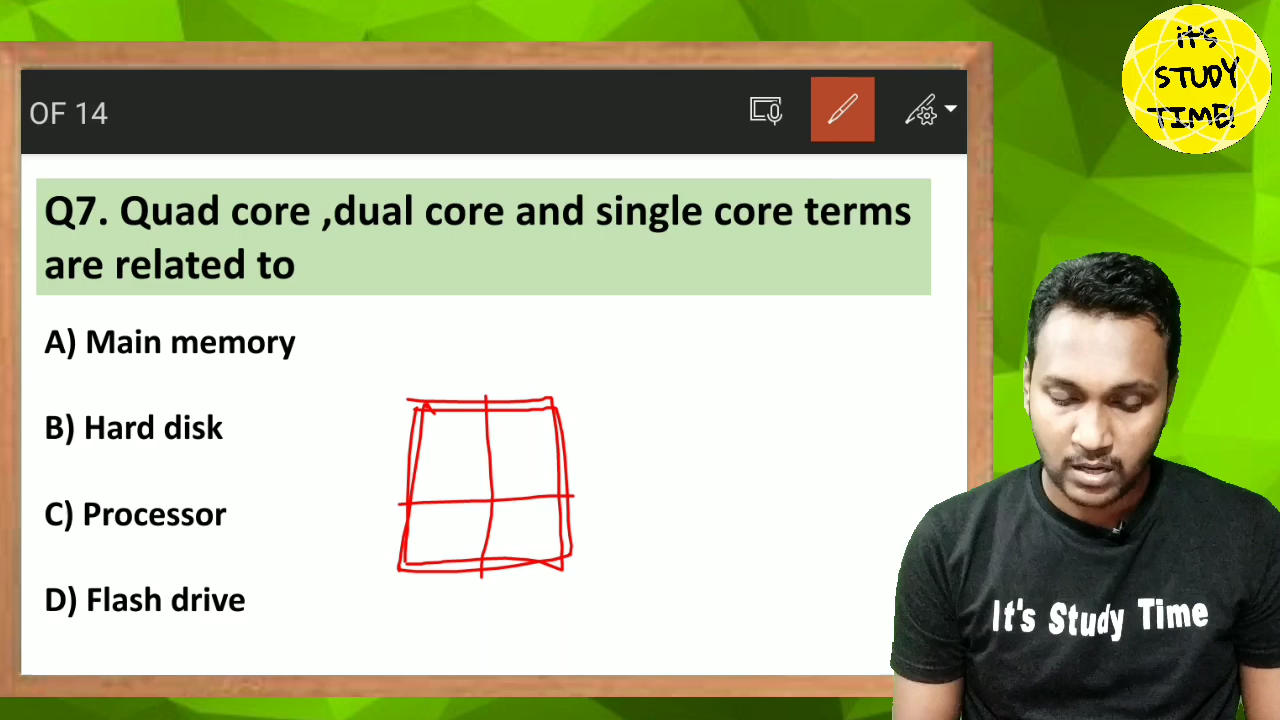 it's
STUDY
TIME!
OF 14
Q7. Quad core ,dual core and single core terms
are related to
A) Main memory
B) Hard disk
C) Processor
D) Flash drive
It's Study Time